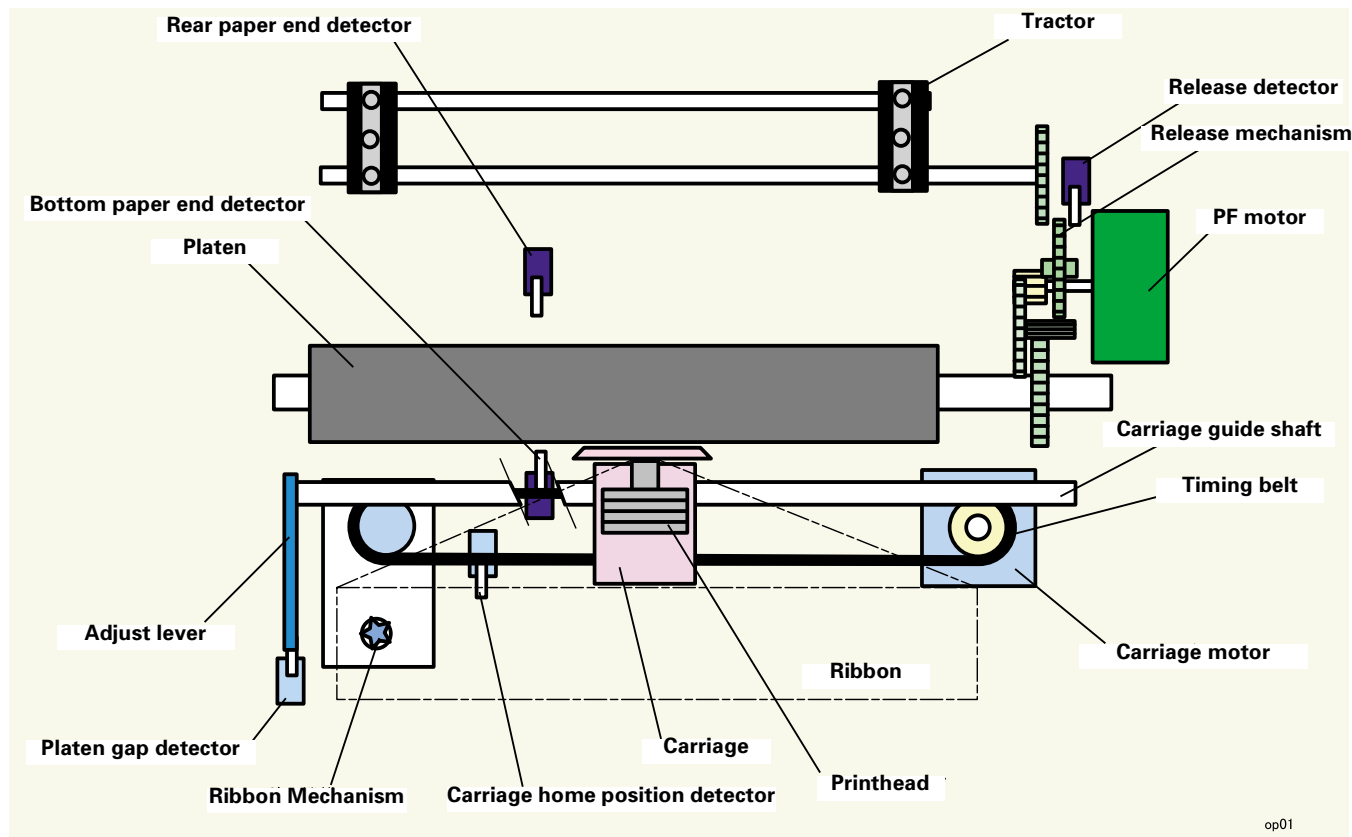 Rear paper end detector
Tractor
Release detector
Release mechanism
Bottom paper end detector
PF motor
Platen
Carriage guide shaft
Timing belt
Adjust lever
Carriage motor
Ribbon
Platen gap detector
Carriage
Ribbon Mechanism
Carriage home position detector
Printhead
op01